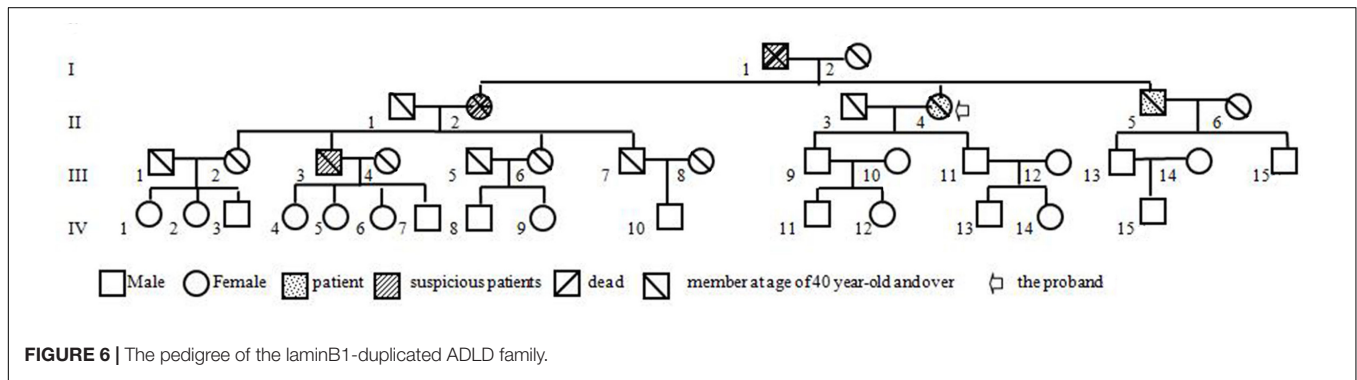 I
1 2
II
1 2 3 4 5 6
III
1 2 3 4 5 6 7 8 9 10 11 12 13 14 15
IV
1 2 3 4 5 6 7 8 9 10 11 12 13 14 15
Male Female patient suspicious patients dead member at age of 40 year-old and over the proband
FIGURE 6 | The pedigree of the laminB1-duplicated ADLD family.